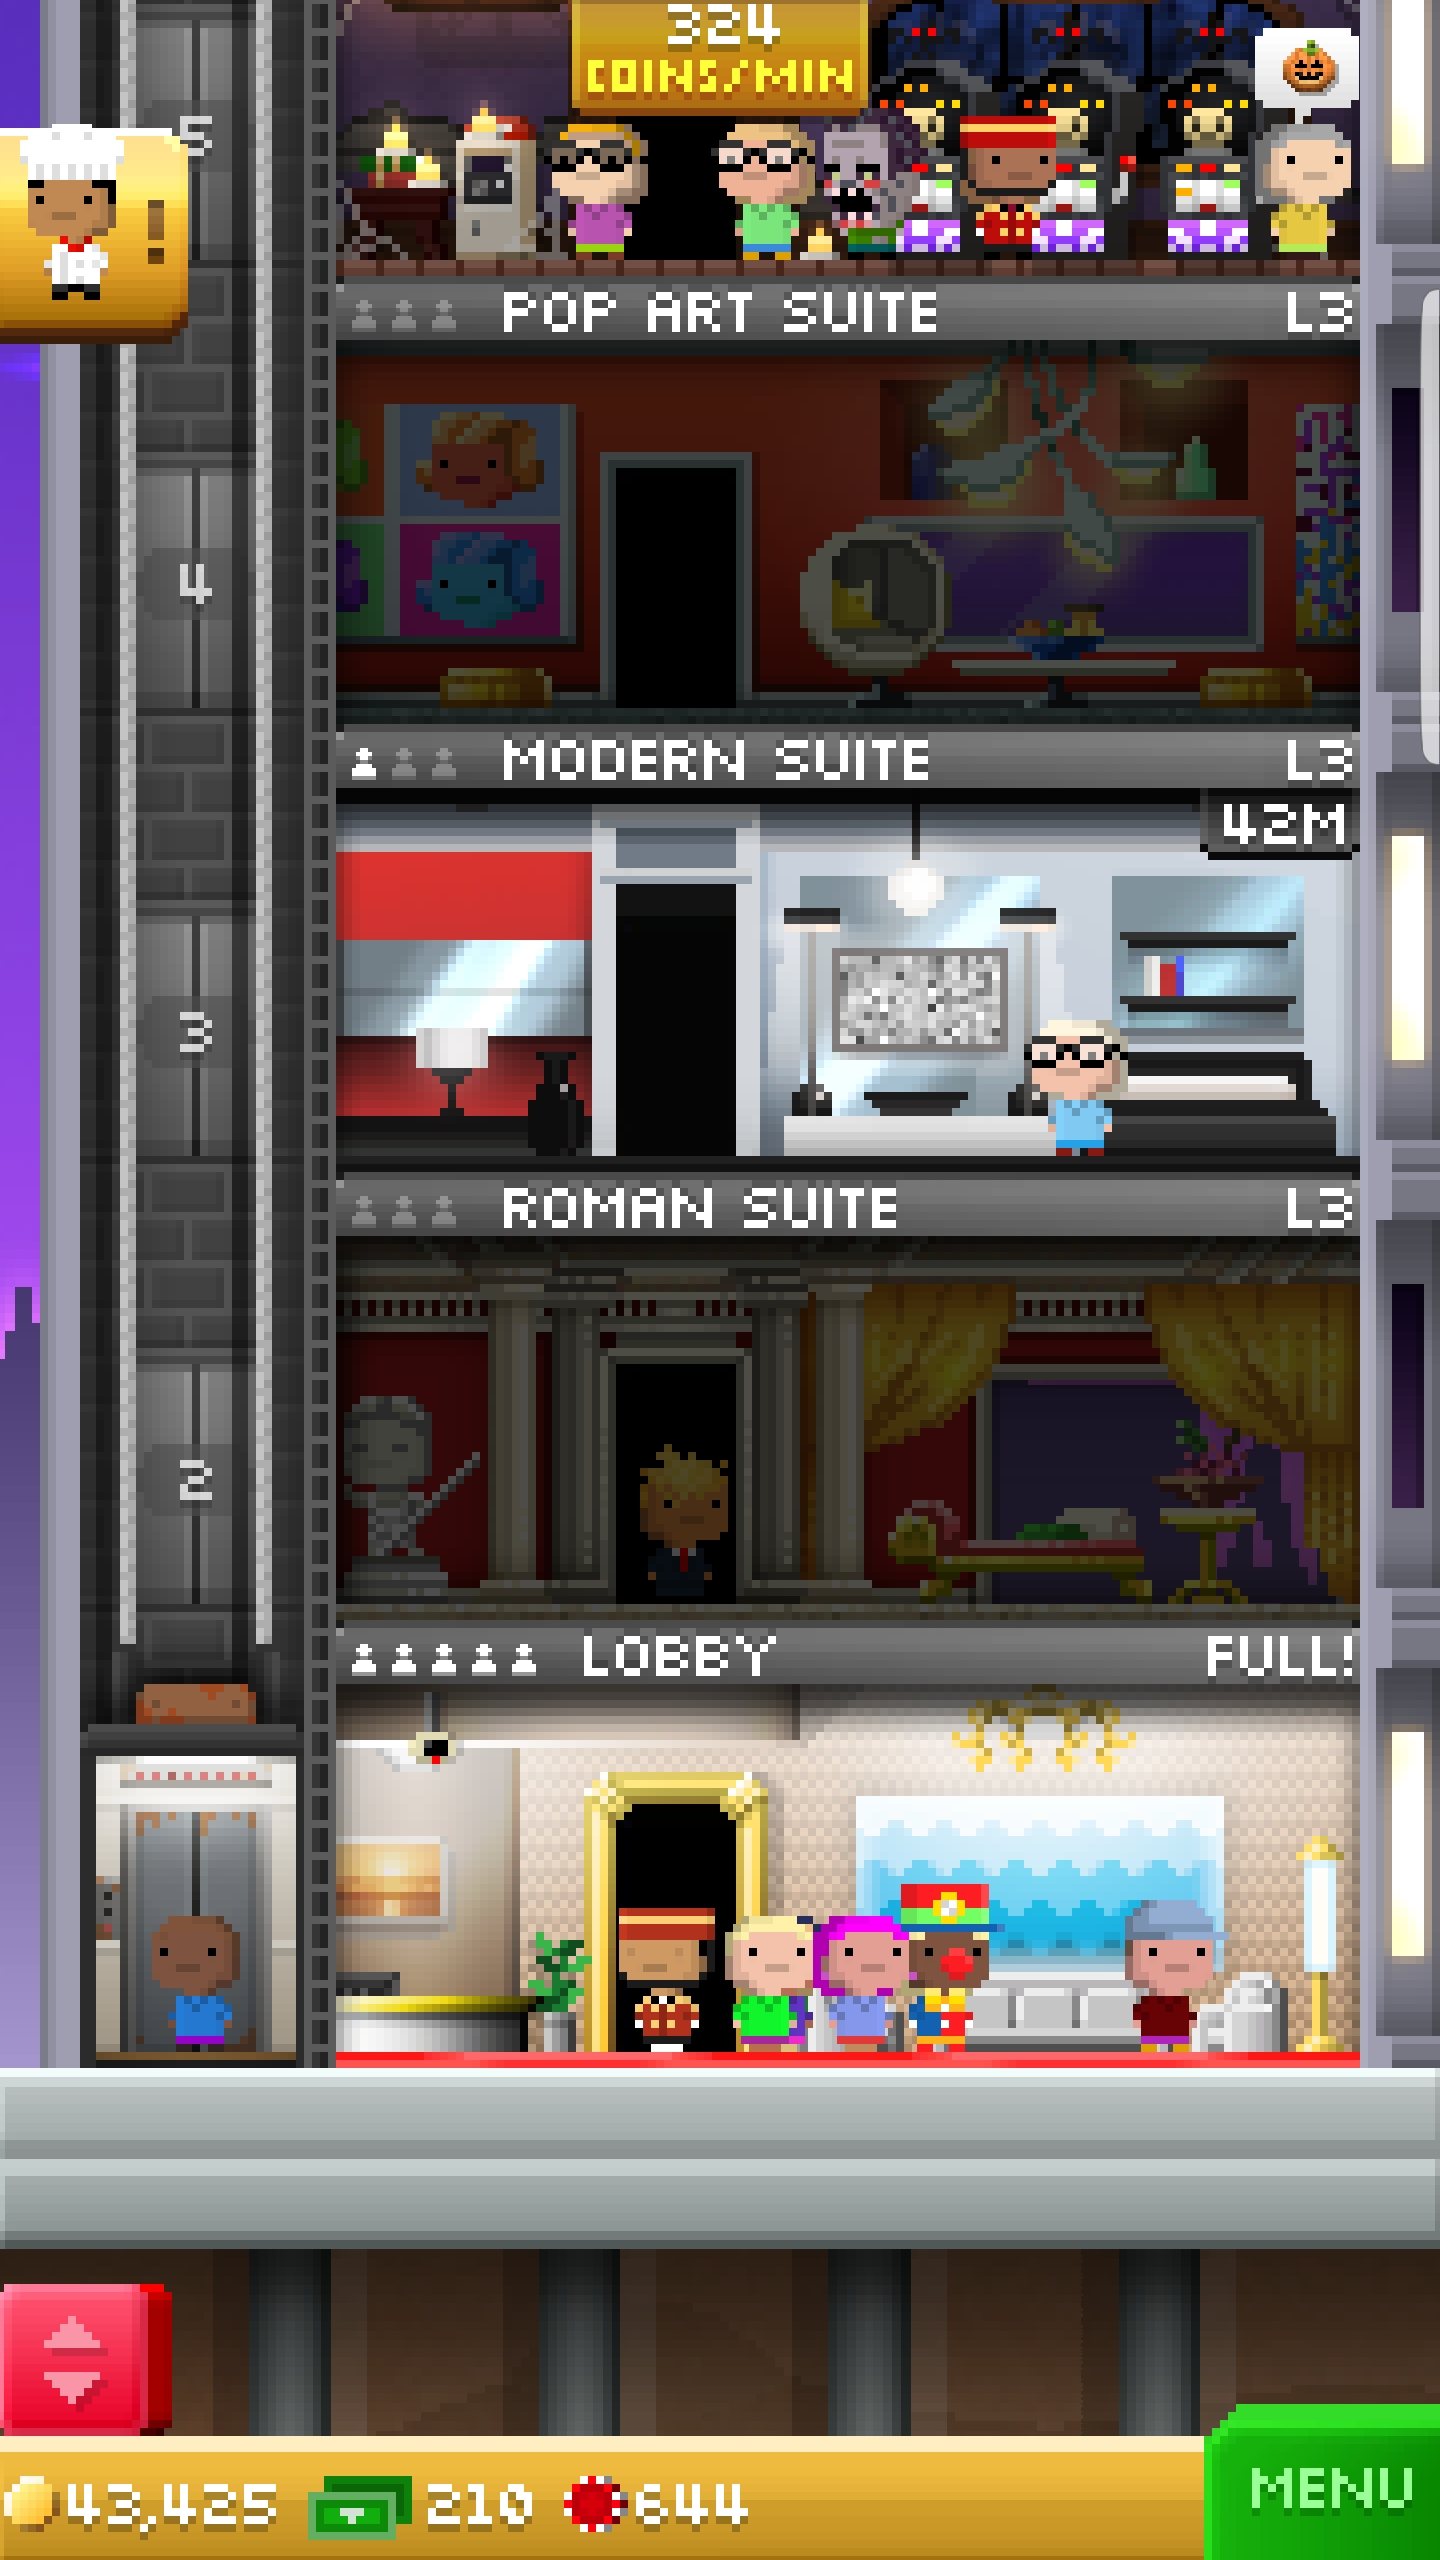 324
COINS/MIN
5
!
POP ART SUITE L3
4
MODERN SUITE L3
42M
3
ROMAN SUITE L3
2
LOBBY FULL!
43,425 210 644
MENU